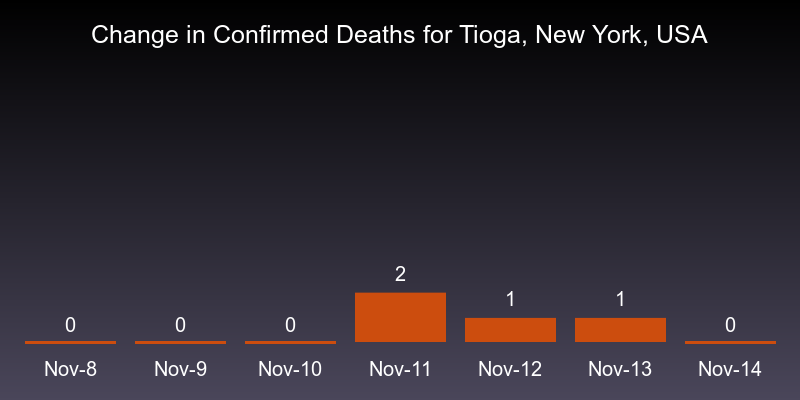 Change in Confirmed Deaths for Tioga, New York, USA
2
1 1
0 0 0 0
Nov-8 Nov-9 Nov-10 Nov-11 Nov-12 Nov-13 Nov-14